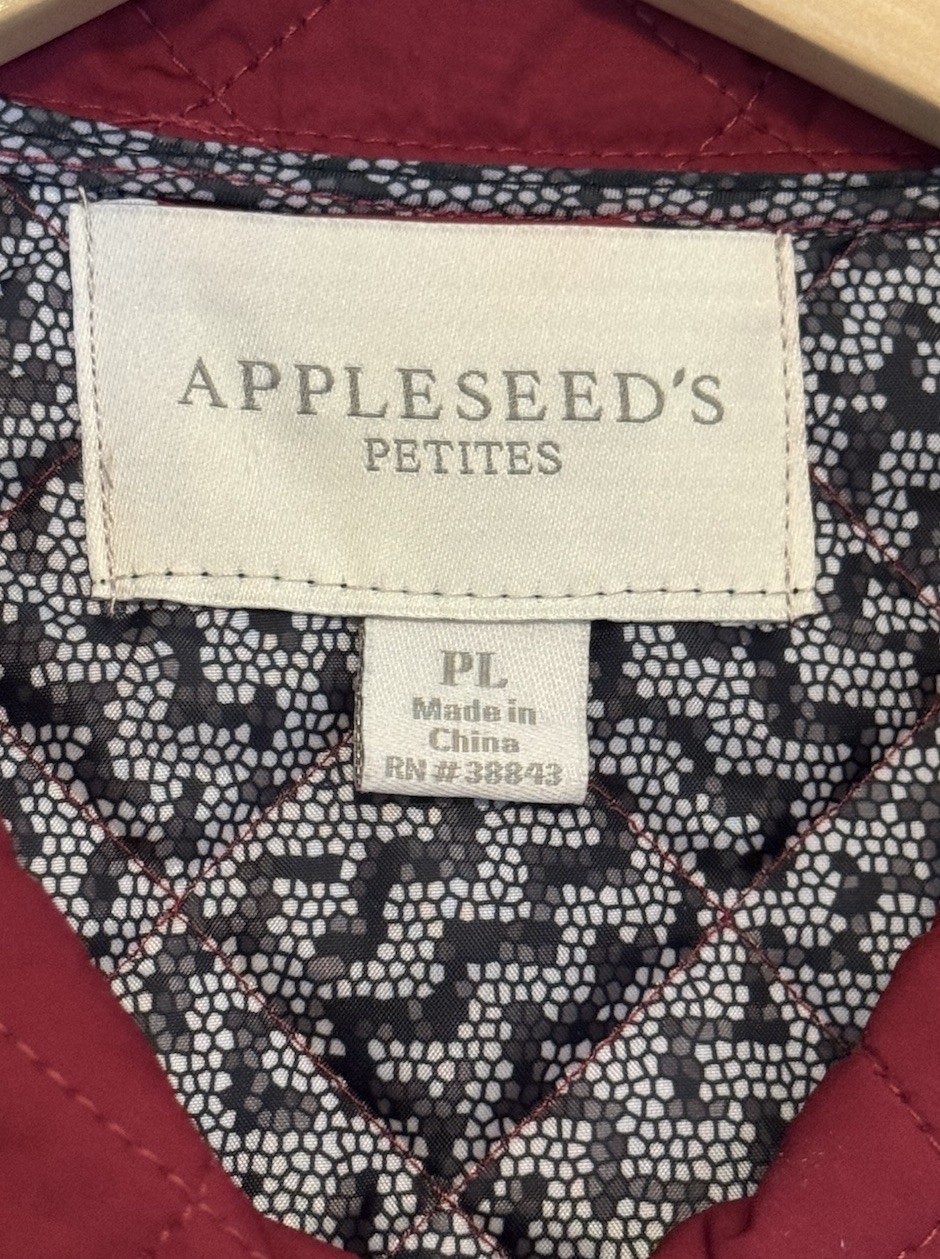 APPLESEED'S
PETITES
PL
Made in
China
RN #38843